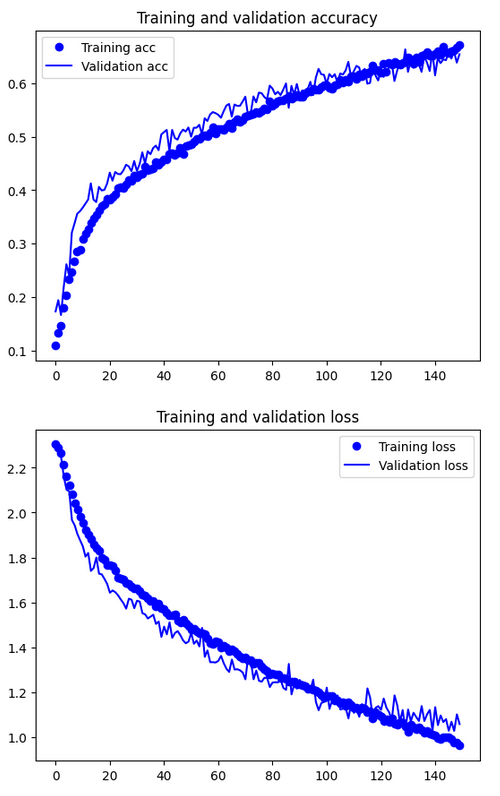 Training and validation accuracy
Training acc
Validation acc
0.6
0.5
0.4
0.3
0.2
0.1
0 20 40 60 80 100 120 140
Training and validation loss
Training loss
Validation loss
2.2
2.0
1.8
1.6
1.4
1.2
1.0
0 20 40 60 80 100 120 140